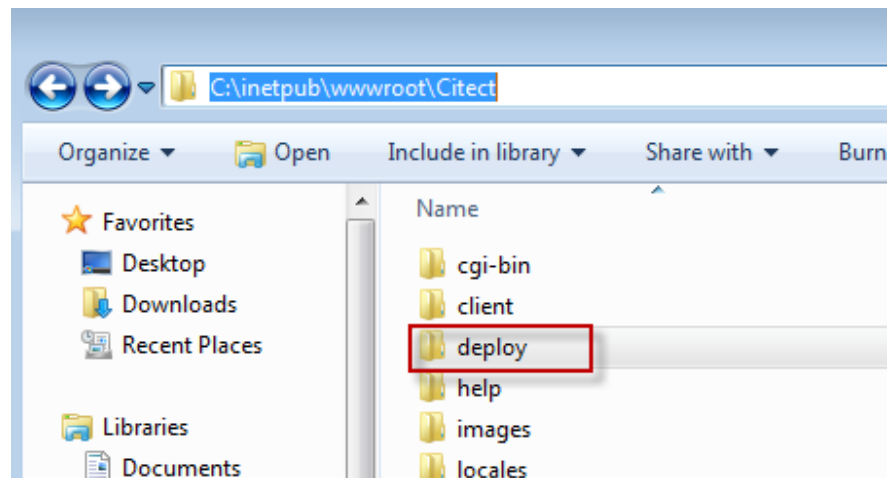 C:\inetpub\wwwroot\Citect
Organize Open Include in library Share with Burn
Favorites
Desktop
Downloads
Recent Places
Libraries
Documents
Name
cgi-bin
client
deploy
help
images
locales